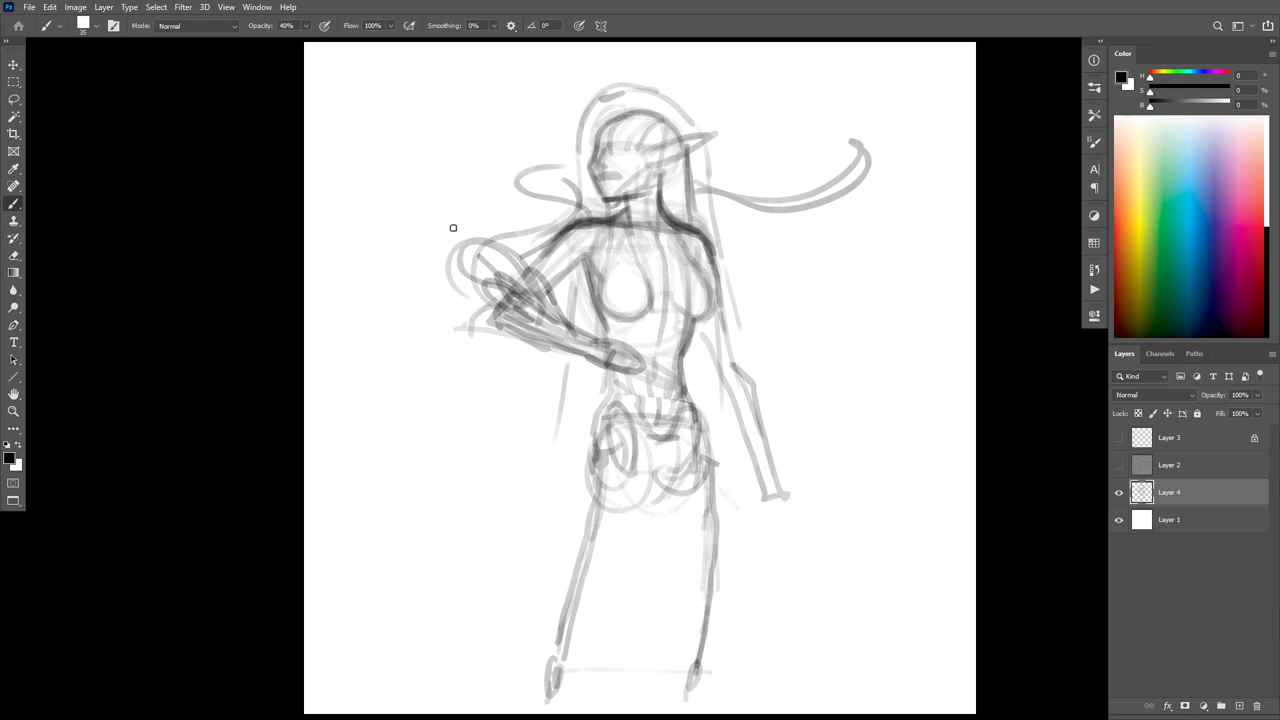 Ps File Edit Image Layer Type Select Filter 3D View Window Help
35 Mode: Normal Opacity: 40% Flow: 100% Smoothing: 0% 0°
Color
H 0 °
S 0 %
B 0 %
Layers Channels Paths
Kind
Normal Opacity: 100%
Lock: Fill: 100%
Layer 3
Layer 2
Layer 4
Layer 1